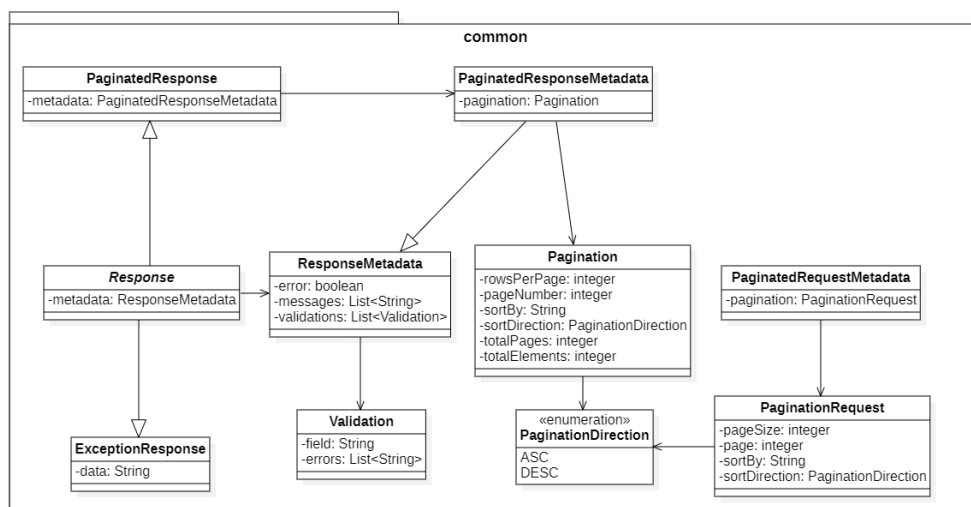 common
PaginatedResponse
-metadata: PaginatedResponseMetadata
PaginatedResponseMetadata
-pagination: Pagination
Response
-metadata: ResponseMetadata
ResponseMetadata
-error: boolean
-messages: List<String>
-validations: List<Validation>
Pagination
-rowsPerPage: integer
-pageNumber: integer
-sortBy: String
-sortDirection: PaginationDirection
-totalPages: integer
-totalElements: integer
PaginatedRequestMetadata
-pagination: PaginationRequest
ExceptionResponse
-data: String
Validation
-field: String
-errors: List<String>
«enumeration»
PaginationDirection
ASC
DESC
PaginationRequest
-pageSize: integer
-page: integer
-sortBy: String
-sortDirection: PaginationDirection